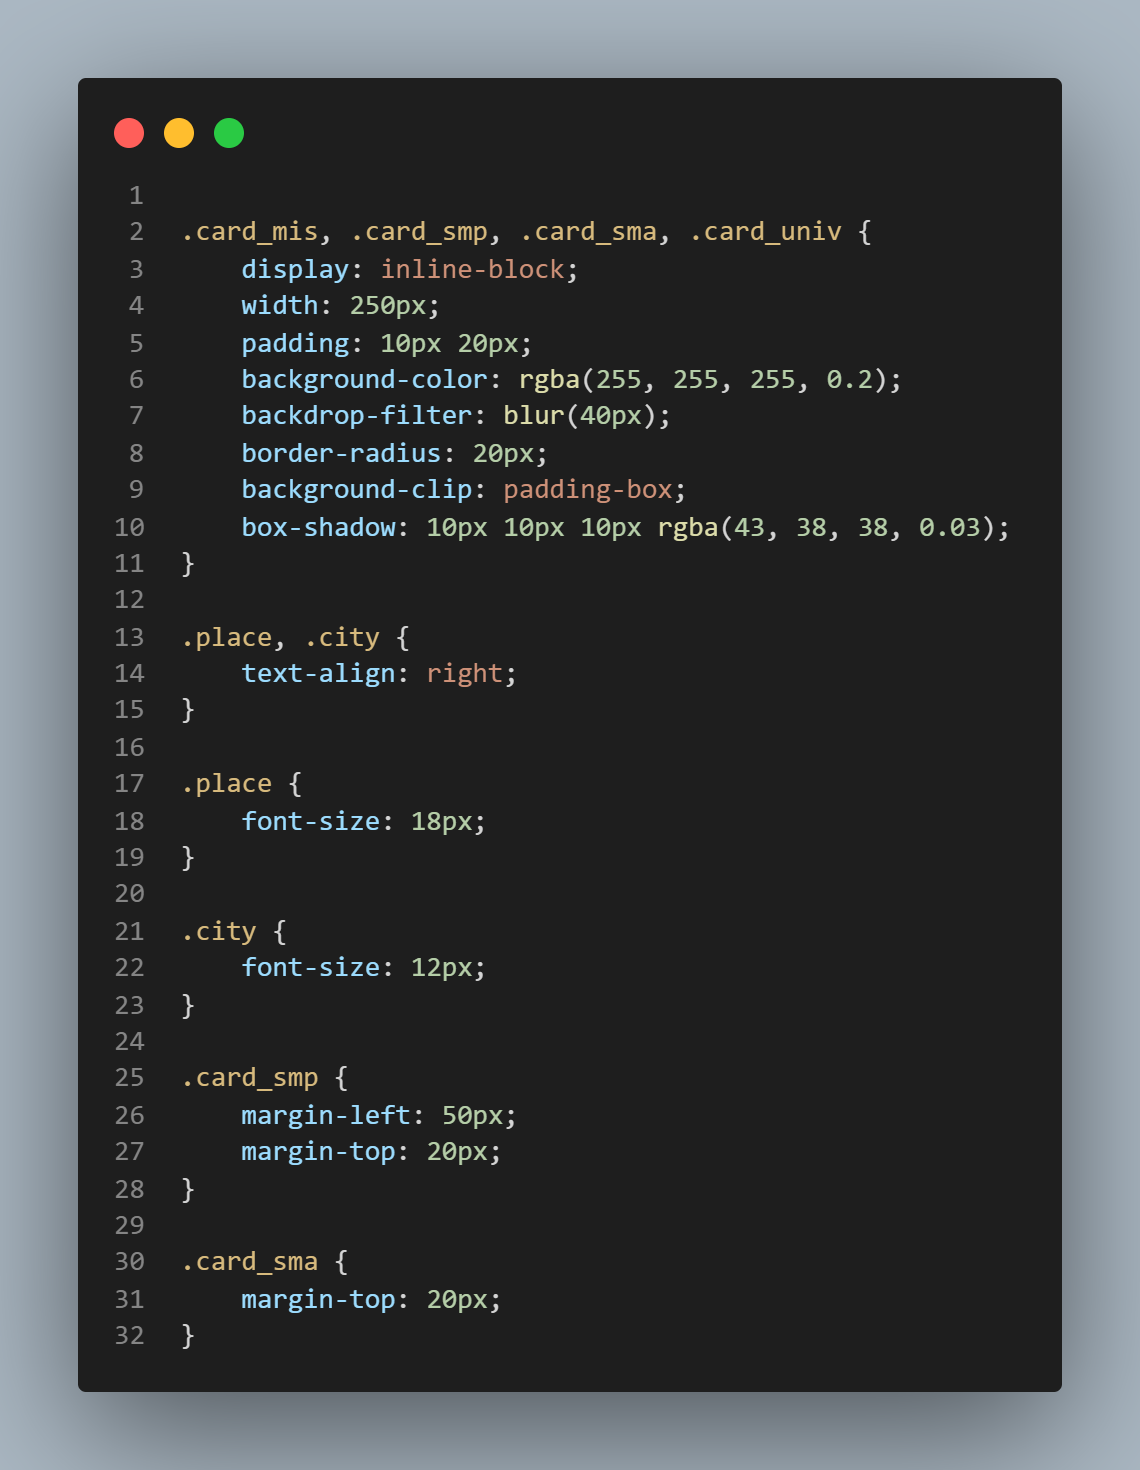 1
2 .card_mis, .card_smp, .card_sma, .card_univ {
3     display: inline-block;
4     width: 250px;
5     padding: 10px 20px;
6     background-color: rgba(255, 255, 255, 0.2);
7     backdrop-filter: blur(40px);
8     border-radius: 20px;
9     background-clip: padding-box;
10     box-shadow: 10px 10px 10px rgba(43, 38, 38, 0.03);
11 }
12
13 .place, .city {
14     text-align: right;
15 }
16
17 .place {
18     font-size: 18px;
19 }
20
21 .city {
22     font-size: 12px;
23 }
24
25 .card_smp {
26     margin-left: 50px;
27     margin-top: 20px;
28 }
29
30 .card_sma {
31     margin-top: 20px;
32 }